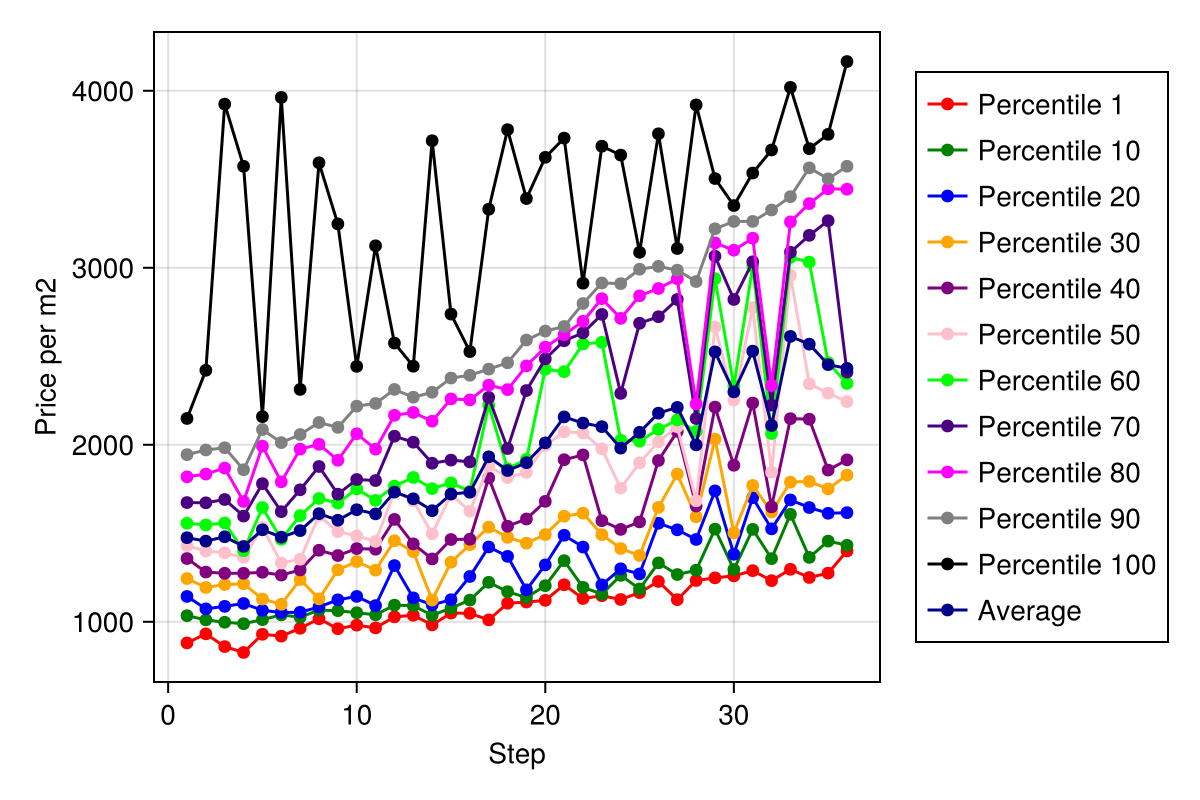 4000
3000
2000
1000
Price per m2
0
10
20
30
Step
Percentile 1
Percentile 10
Percentile 20
Percentile 30
Percentile 40
Percentile 50
Percentile 60
Percentile 70
Percentile 80
Percentile 90
Percentile 100
Average